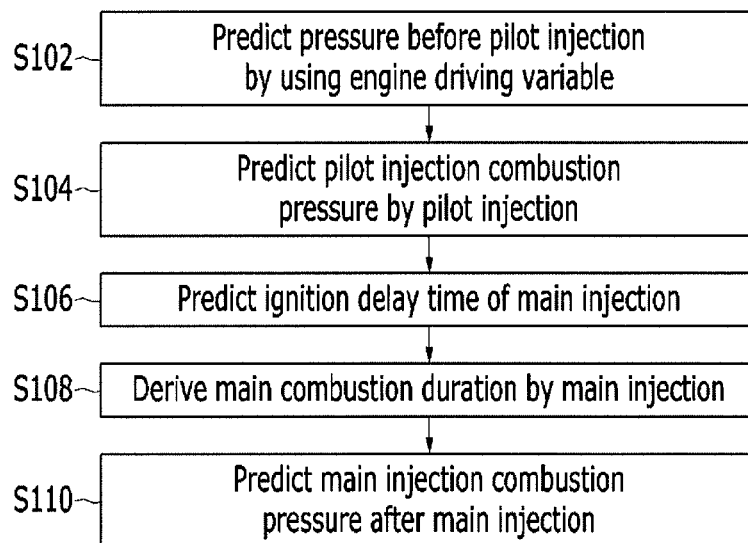 S102
Predict pressure before pilot injection
by using engine driving variable
S104
Predict pilot injection combustion
pressure by pilot injection
S106
Predict ignition delay time of main injection
S108
Derive main combustion duration by main injection
S110
Predict main injection combustion
pressure after main injection